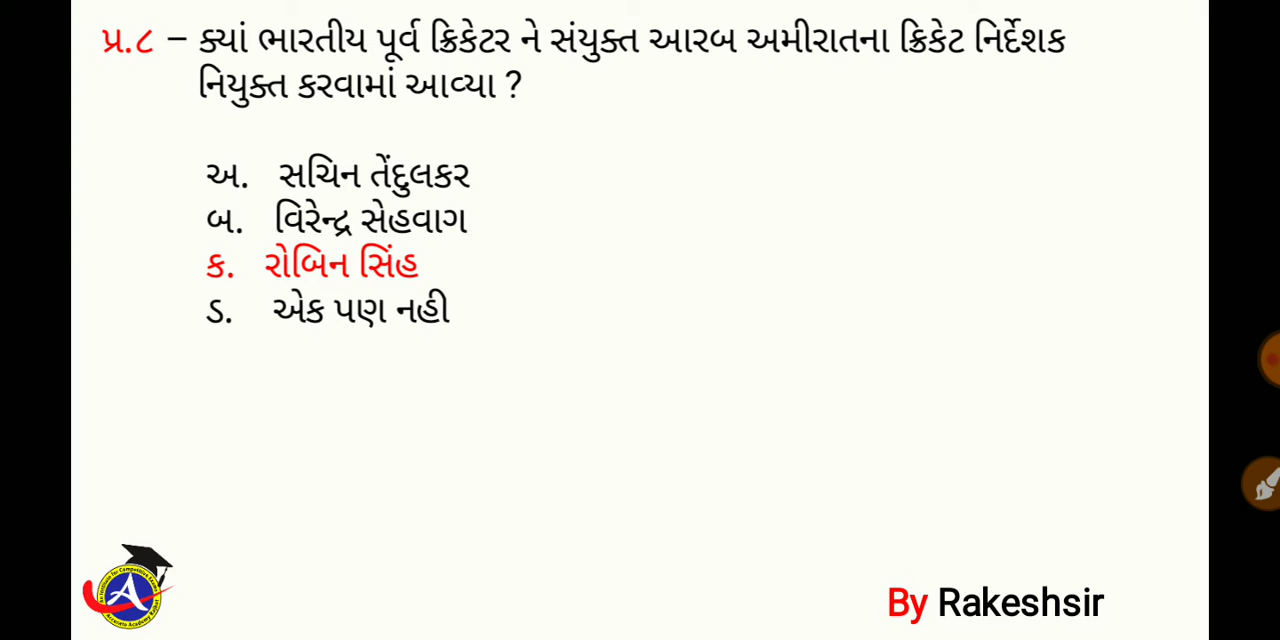 પ્ર.૮ – ક્યાં ભારતીય પૂર્વ ક્રિકેટર ને સંયુક્ત આરબ અમીરાતના ક્રિકેટ નિર્દેશક
નિયુક્ત કરવામાં આવ્યા ?
અ. સચિન તેંદુલકર
બ. વિરેન્દ્ર સેહવાગ
ક. રોબિન સિંહ
ડ. એક પણ નહી
A
By Rakeshsir